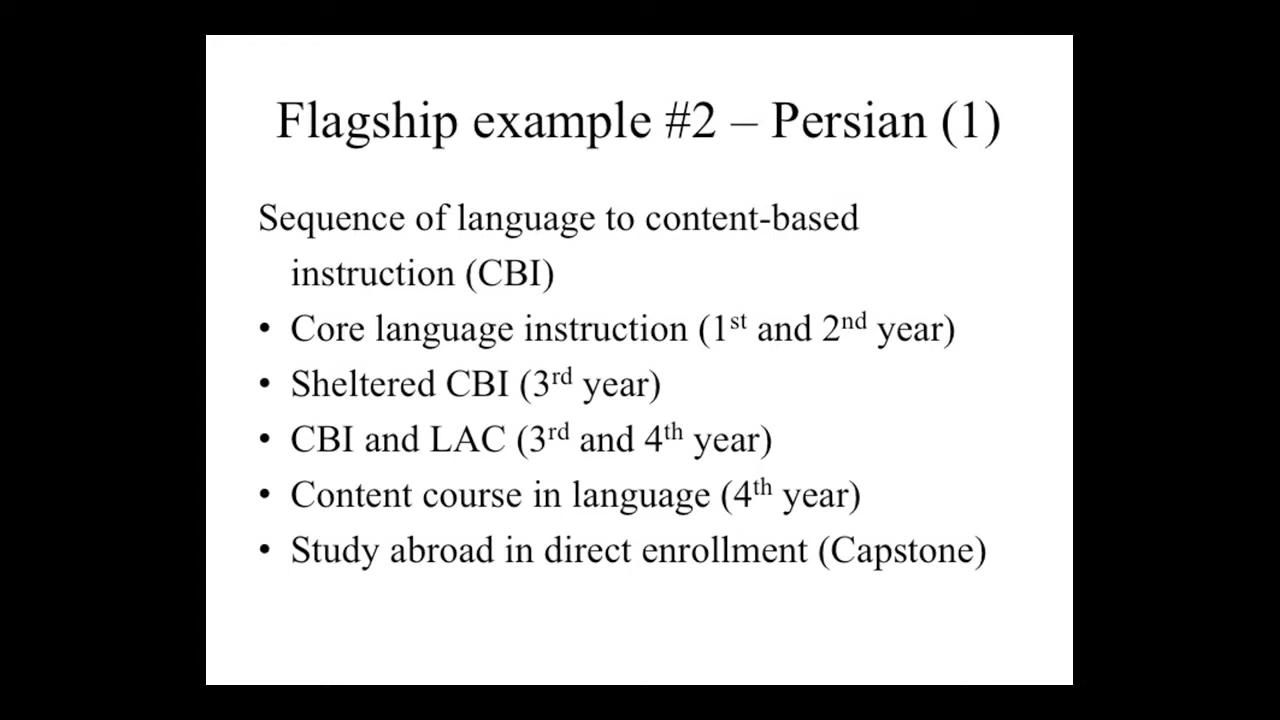 Flagship example #2 – Persian (1)
Sequence of language to content-based
instruction (CBI)
• Core language instruction (1st and 2nd year)
• Sheltered CBI (3rd year)
• CBI and LAC (3rd and 4th year)
• Content course in language (4th year)
• Study abroad in direct enrollment (Capstone)